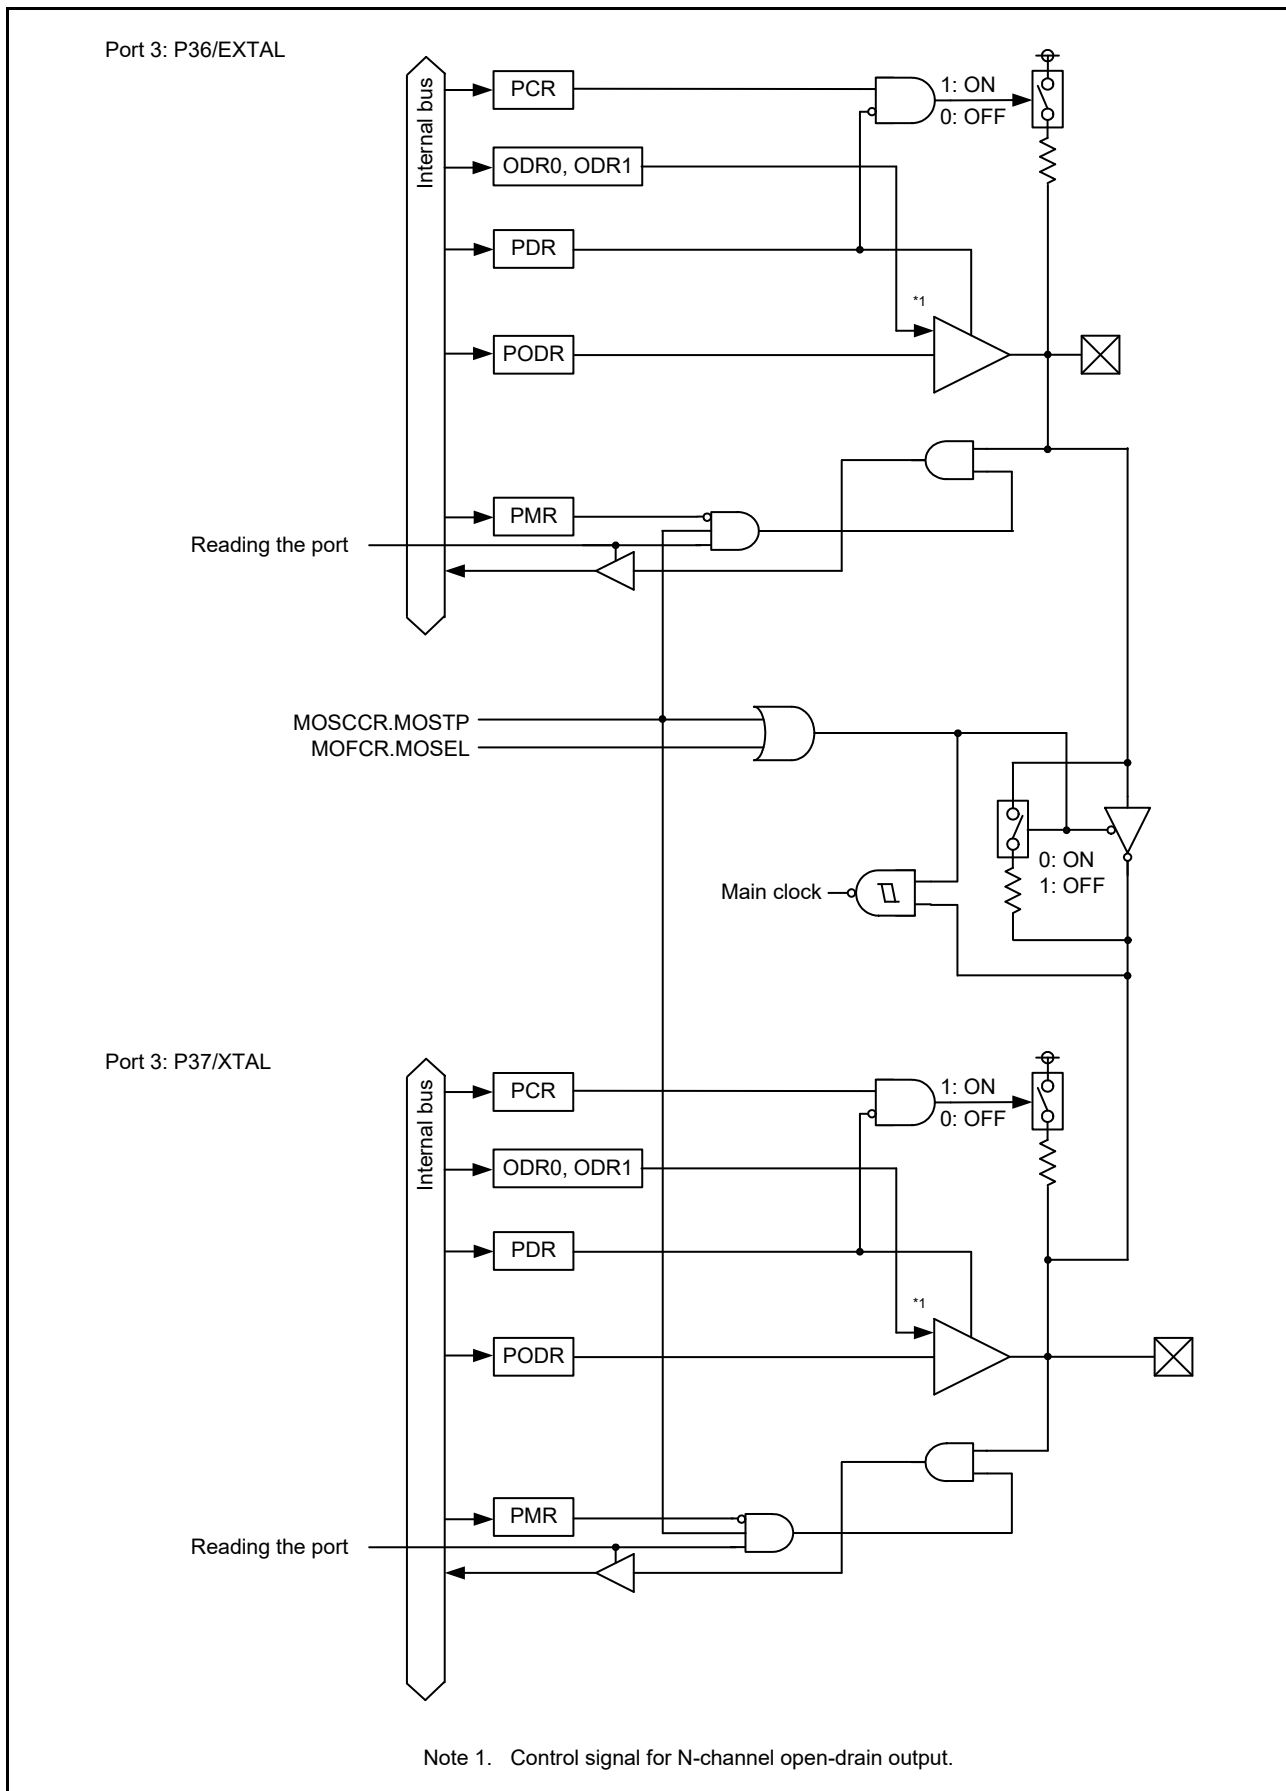 Port 3: P36/EXTAL
Internal bus
PCR
1: ON
0: OFF
ODR0, ODR1
PDR
*1
PODR
PMR
Reading the port
MOSCCR.MOSTP
MOFCR.MOSEL
0: ON
1: OFF
Main clock
Port 3: P37/XTAL
Internal bus
PCR
1: ON
0: OFF
ODR0, ODR1
PDR
*1
PODR
PMR
Reading the port
Note 1. Control signal for N-channel open-drain output.